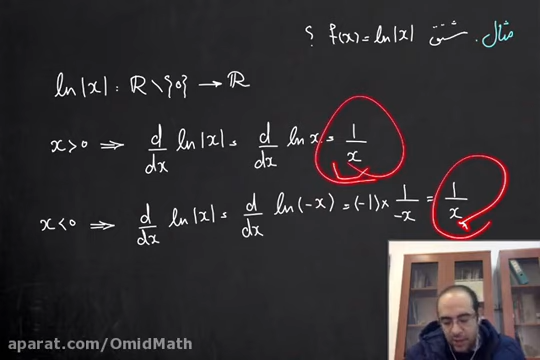 مثال. مشتق f(x) = ln|x| ؟
ln|x| : ℝ \ {0} → ℝ
x > 0 ⇒ d/dx ln|x| = d/dx ln x = 1/x
x < 0 ⇒ d/dx ln|x| = d/dx ln(-x) = (-1) × 1/-x = 1/x
aparat.com/OmidMath